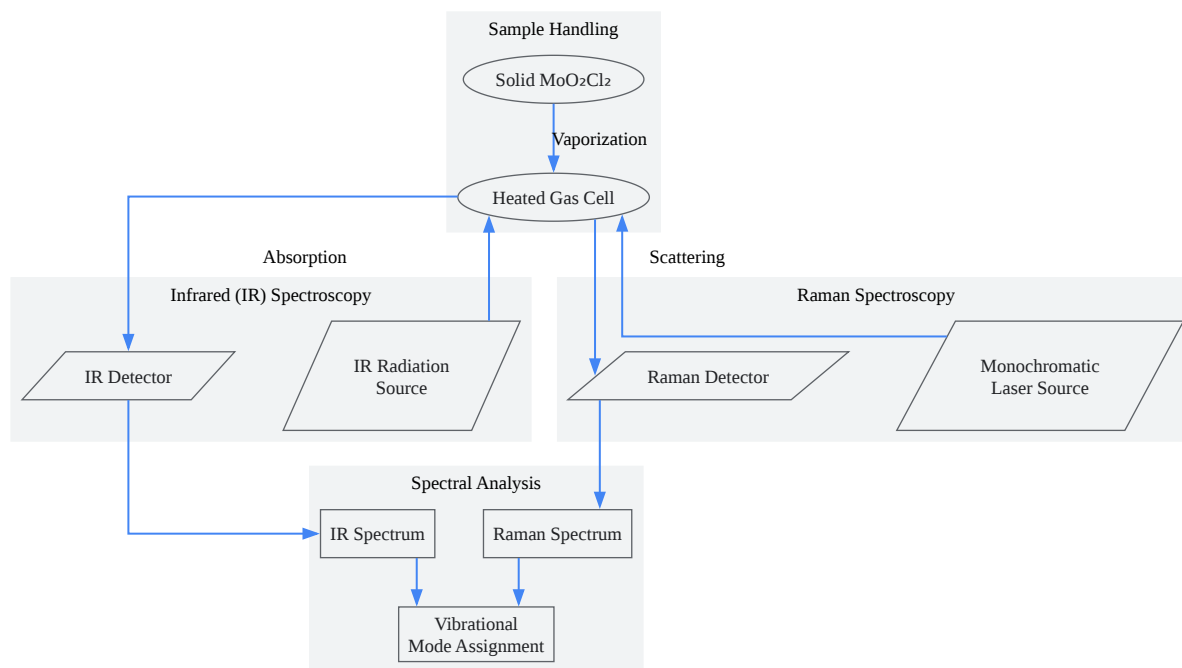 Sample Handling
Solid MoO₂Cl₂
Vaporization
Heated Gas Cell
Absorption
Scattering
Infrared (IR) Spectroscopy
Raman Spectroscopy
IR Detector
IR Radiation
Source
Raman Detector
Monochromatic
Laser Source
Spectral Analysis
IR Spectrum
Raman Spectrum
Vibrational
Mode Assignment